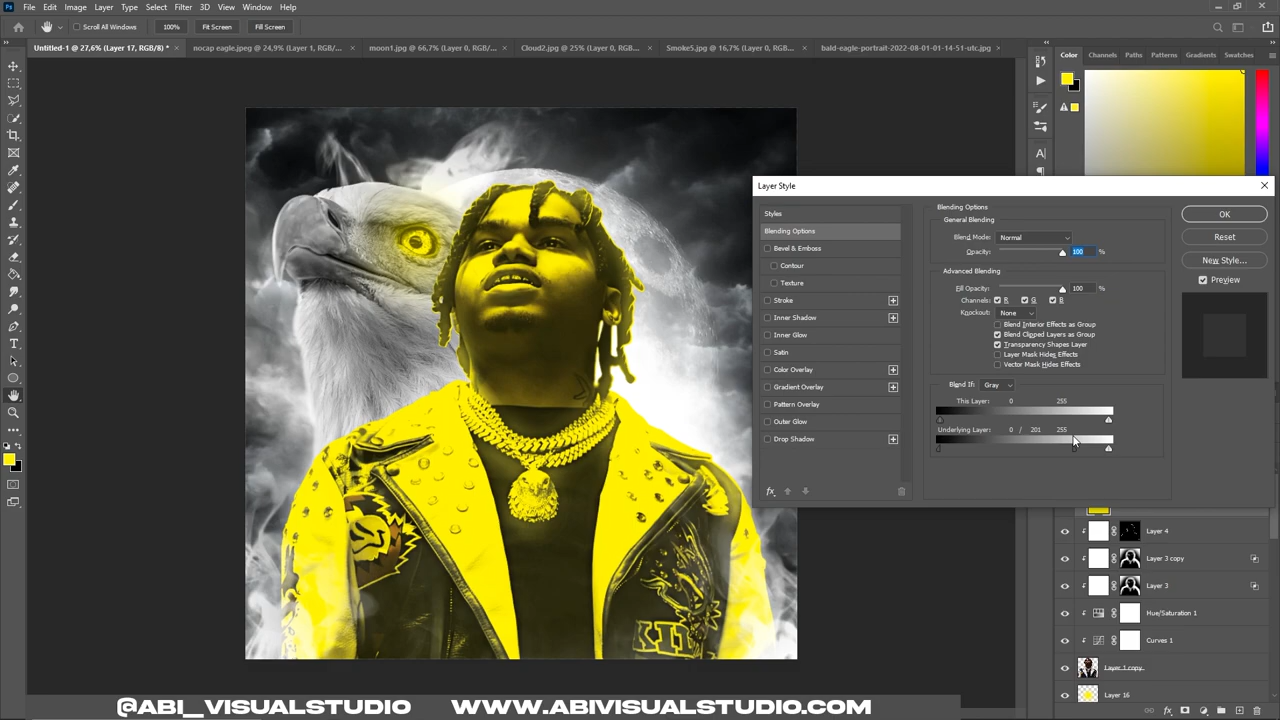 Ps File Edit Image Layer Type Select Filter 3D View Window Help
Scroll All Windows 100% Fit Screen Fill Screen
Untitled-1 @ 27,6% (Layer 17, RGB/8) * × nocap eagle.jpeg @ 24,9% (Layer 1, RGB/... × moon1.jpg @ 66,7% (Layer 0, RGB/... × Cloud2.jpg @ 25% (Layer 0, RGB/... × Smoke5.jpg @ 16,7% (Layer 0, RGB/... × bald-eagle-portrait-2022-08-01-01-14-51-utc.jpg
Color Channels Paths Patterns Gradients Swatches
Layer Style
Styles
Blending Options
Bevel & Emboss
Contour
Texture
Stroke
Inner Shadow
Inner Glow
Satin
Color Overlay
Gradient Overlay
Pattern Overlay
Outer Glow
Drop Shadow
fx
Blending Options
General Blending
Blend Mode: Normal
Opacity: 100 %
Advanced Blending
Fill Opacity: 100 %
Channels: R G B
Knockout: None
Blend Interior Effects as Group
Blend Clipped Layers as Group
Transparency Shapes Layer
Layer Mask Hides Effects
Vector Mask Hides Effects
Blend If: Gray
This Layer: 0 255
Underlying Layer: 0 / 201 255
OK
Reset
New Style...
Preview
Layer 4
Layer 3 copy
Layer 3
Hue/Saturation 1
Curves 1
Layer 1 copy
Layer 16
fx
@ABI_VISUALSTUDIO WWW.ABIVISUALSTUDIO.COM